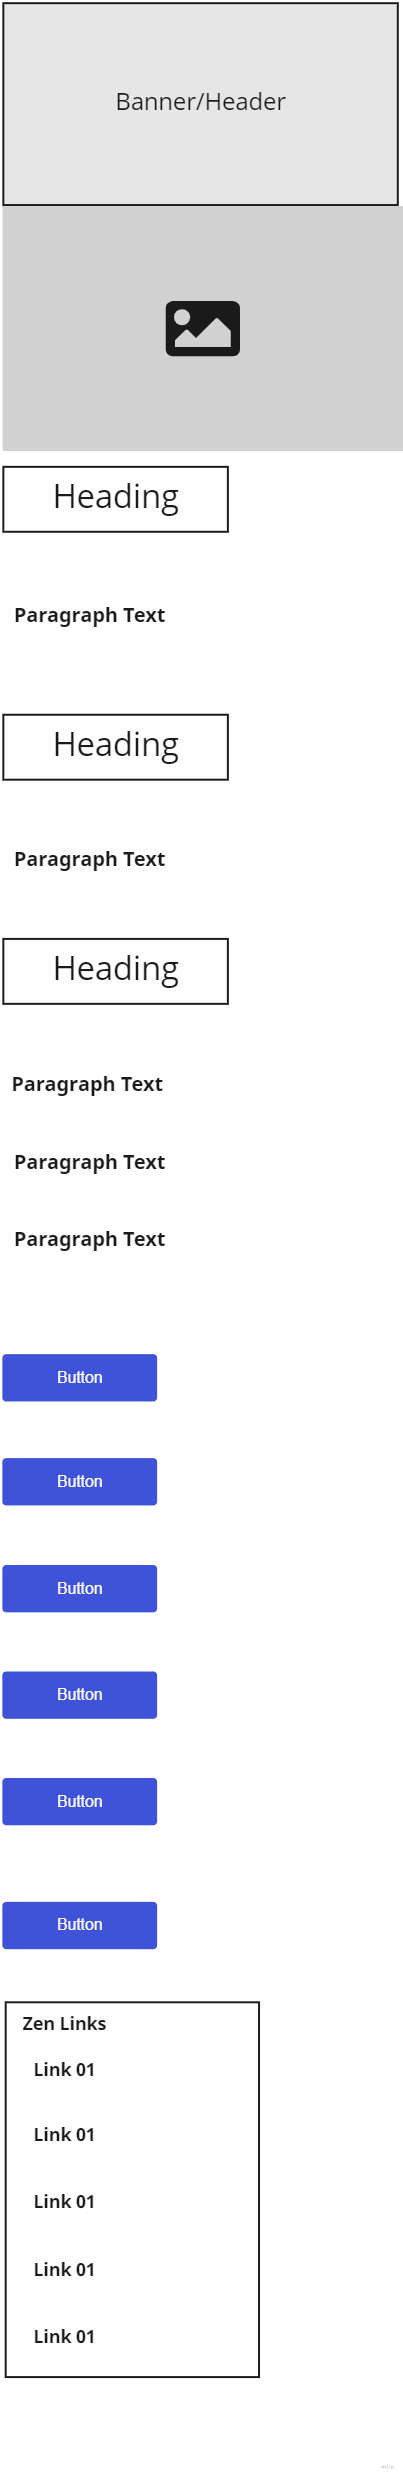 Banner/Header
Heading
Paragraph Text
Heading
Paragraph Text
Heading
Paragraph Text
Paragraph Text
Paragraph Text
Button
Button
Button
Button
Button
Button
Zen Links
Link 01
Link 01
Link 01
Link 01
Link 01
miro